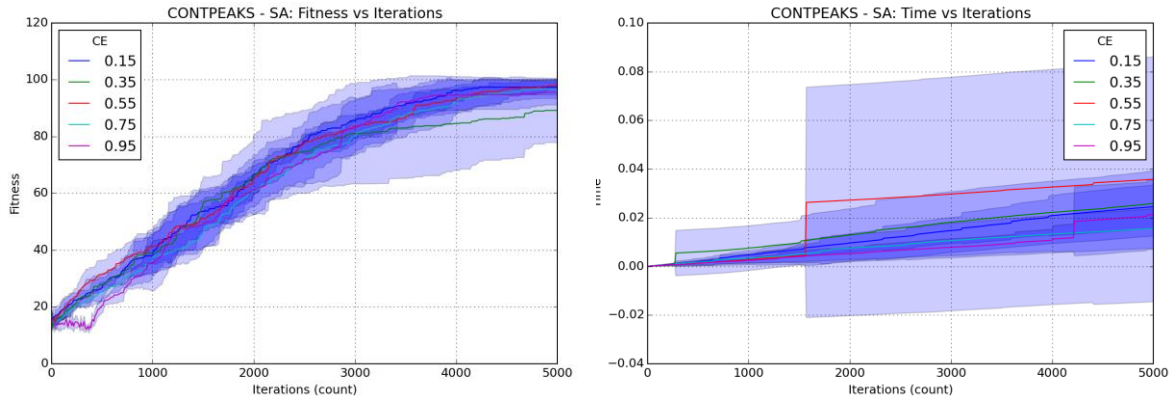 CONTPEAKS - SA: Fitness vs Iterations
120
100
80
60
40
20
0
Fitness
CE
0.15
0.35
0.55
0.75
0.95
0 1000 2000 3000 4000 5000
Iterations (count)
CONTPEAKS - SA: Time vs Iterations
0.10
0.08
0.06
0.04
0.02
0.00
−0.02
−0.04
CE
0.15
0.35
0.55
0.75
0.95
0 1000 2000 3000 4000 5000
Iterations (count)